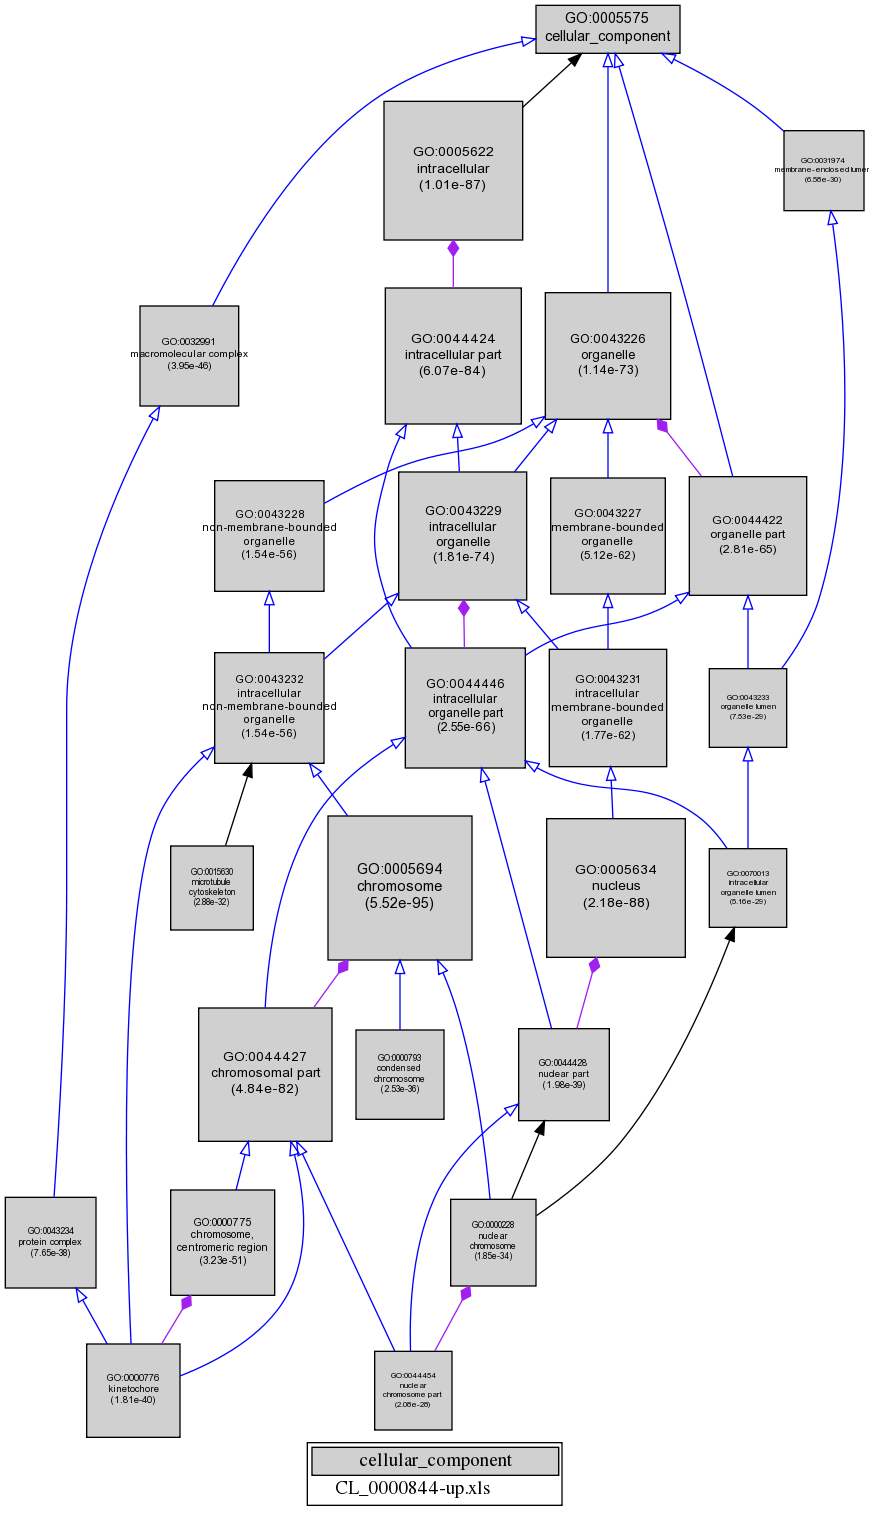 GO:0005575
cellular_component
GO:0005622
intracellular
(1.01e-87)
GO:0031974
membrane-enclosed lumen
(6.58e-30)
GO:0044424
intracellular part
(6.07e-84)
GO:0043226
organelle
(1.14e-73)
GO:0032991
macromolecular complex
(3.95e-46)
GO:0043228
non-membrane-bounded
organelle
(1.54e-56)
GO:0043229
intracellular
organelle
(1.81e-74)
GO:0043227
membrane-bounded
organelle
(5.12e-62)
GO:0044422
organelle part
(2.81e-65)
GO:0043232
intracellular
non-membrane-bounded
organelle
(1.54e-56)
GO:0044446
intracellular
organelle part
(2.55e-66)
GO:0043231
intracellular
membrane-bounded
organelle
(1.77e-62)
GO:0043233
organelle lumen
(7.53e-29)
GO:0015630
microtubule
cytoskeleton
(2.88e-32)
GO:0005694
chromosome
(5.52e-95)
GO:0005634
nucleus
(2.18e-88)
GO:0070013
intracellular
organelle lumen
(5.16e-29)
GO:0044427
chromosomal part
(4.84e-82)
GO:0000793
condensed
chromosome
(2.53e-36)
GO:0044428
nuclear part
(1.98e-39)
GO:0043234
protein complex
(7.65e-38)
GO:0000775
chromosome,
centromeric region
(3.23e-51)
GO:0000228
nuclear
chromosome
(1.85e-34)
GO:0000776
kinetochore
(1.81e-40)
GO:0044454
nuclear
chromosome part
(2.08e-28)
cellular_component
CL_0000844-up.xls